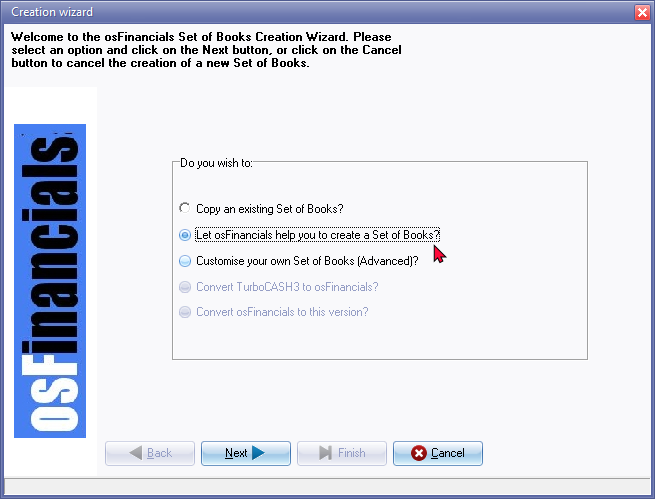 Creation wizard
Welcome to the osFinancials Set of Books Creation Wizard. Please
select an option and click on the Next button, or click on the Cancel
button to cancel the creation of a new Set of Books.
osFinancials
Do you wish to:
Copy an existing Set of Books?
Let osFinancials help you to create a Set of Books?
Customise your own Set of Books (Advanced)?
Convert TurboCASH3 to osFinancials?
Convert osFinancials to this version?
Back
Next
Finish
Cancel